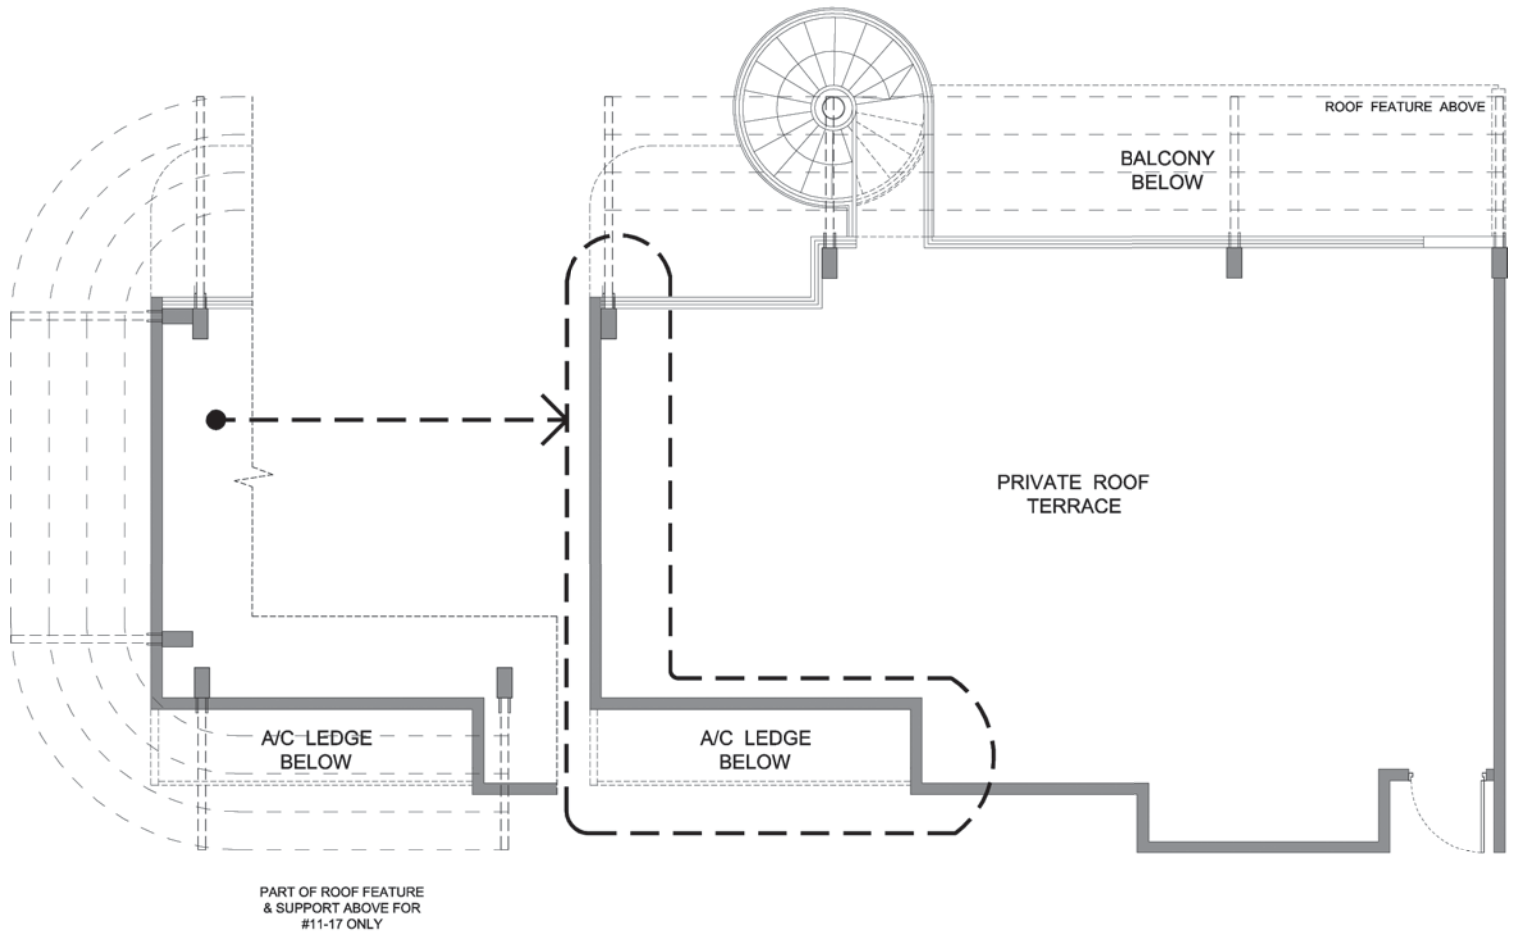 ROOF FEATURE ABOVE
BALCONY
BELOW
PRIVATE ROOF
TERRACE
A/C LEDGE
BELOW
A/C LEDGE
BELOW
PART OF ROOF FEATURE
& SUPPORT ABOVE FOR
#11-17 ONLY